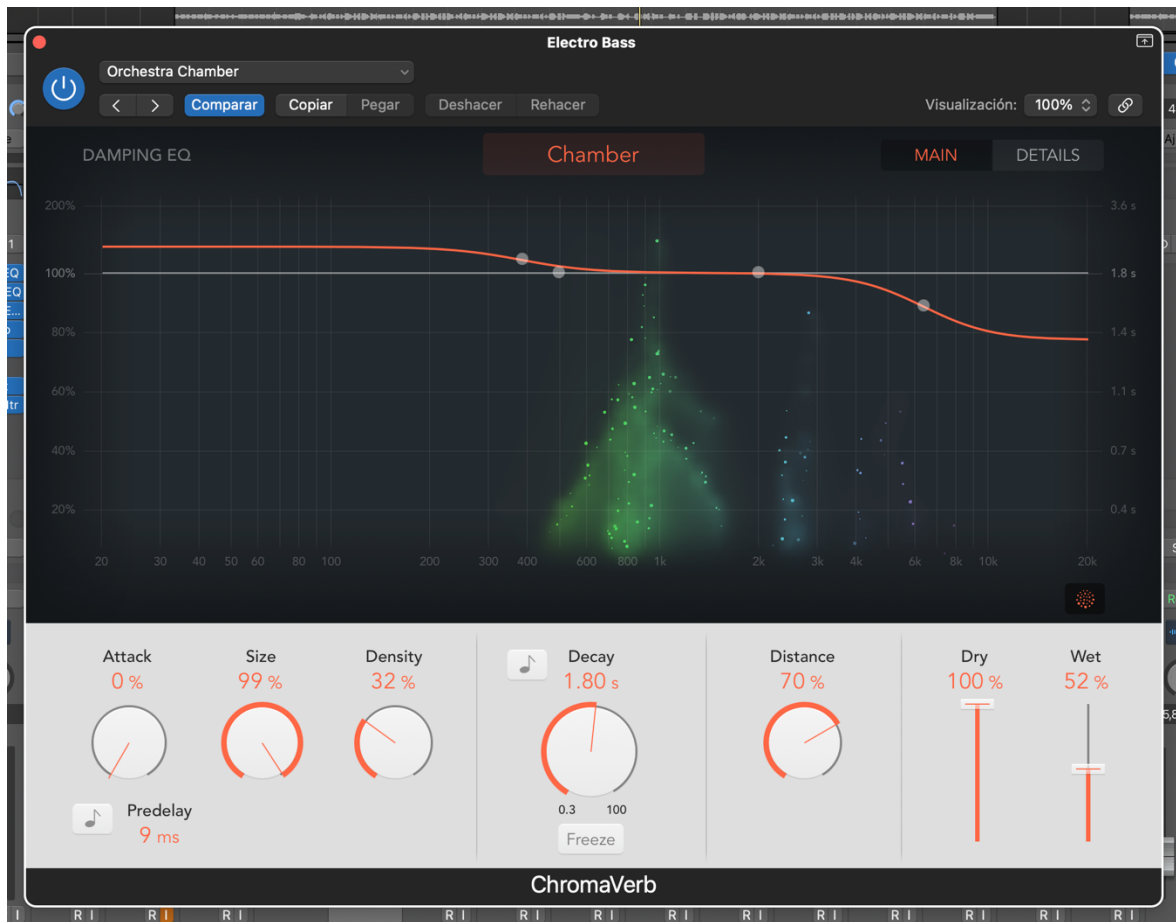 Electro Bass
Orchestra Chamber
Comparar Copiar Pegar Deshacer Rehacer Visualización: 100%
DAMPING EQ Chamber MAIN DETAILS
200% 3.6 s
100% 1.8 s
80% 1.4 s
60% 1.1 s
40% 0.7 s
20% 0.4 s
20 30 40 50 60 80 100 200 300 400 600 800 1k 2k 3k 4k 6k 8k 10k 20k
Attack Size Density Decay Distance Dry Wet
0 % 99 % 32 % 1.80 s 70 % 100 % 52 %
0.3 100
Predelay
9 ms
Freeze
ChromaVerb
I R I R I R I R I R I R I R I R I R I R I R I R I R I